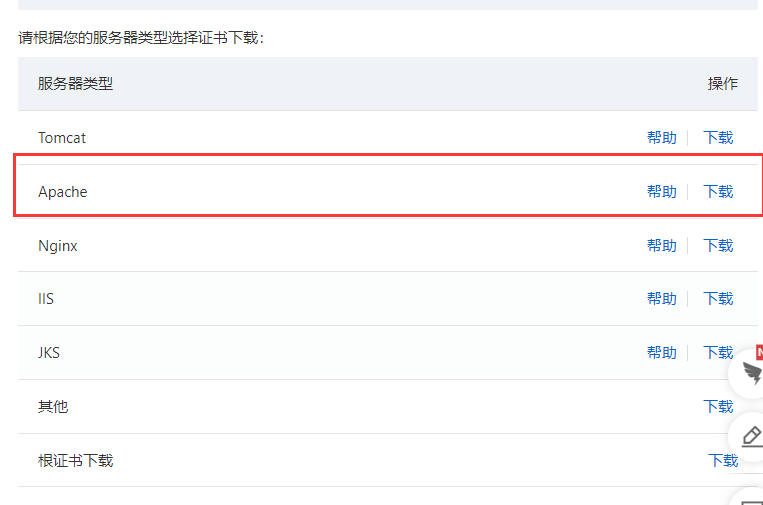 请根据您的服务器类型选择证书下载：
服务器类型 操作
Tomcat 帮助 下载
Apache 帮助 下载
Nginx 帮助 下载
IIS 帮助 下载
JKS 帮助 下载
其他 下载
根证书下载 下载